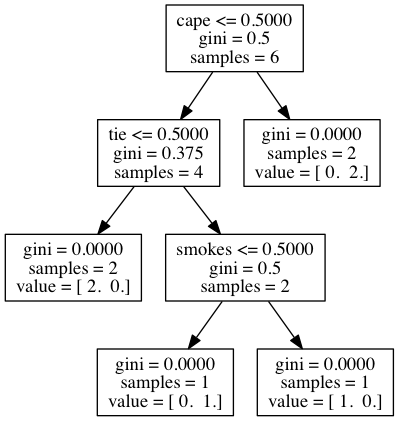 cape <= 0.5000
gini = 0.5
samples = 6
tie <= 0.5000
gini = 0.375
samples = 4
gini = 0.0000
samples = 2
value = [ 0.  2.]
gini = 0.0000
samples = 2
value = [ 2.  0.]
smokes <= 0.5000
gini = 0.5
samples = 2
gini = 0.0000
samples = 1
value = [ 0.  1.]
gini = 0.0000
samples = 1
value = [ 1.  0.]